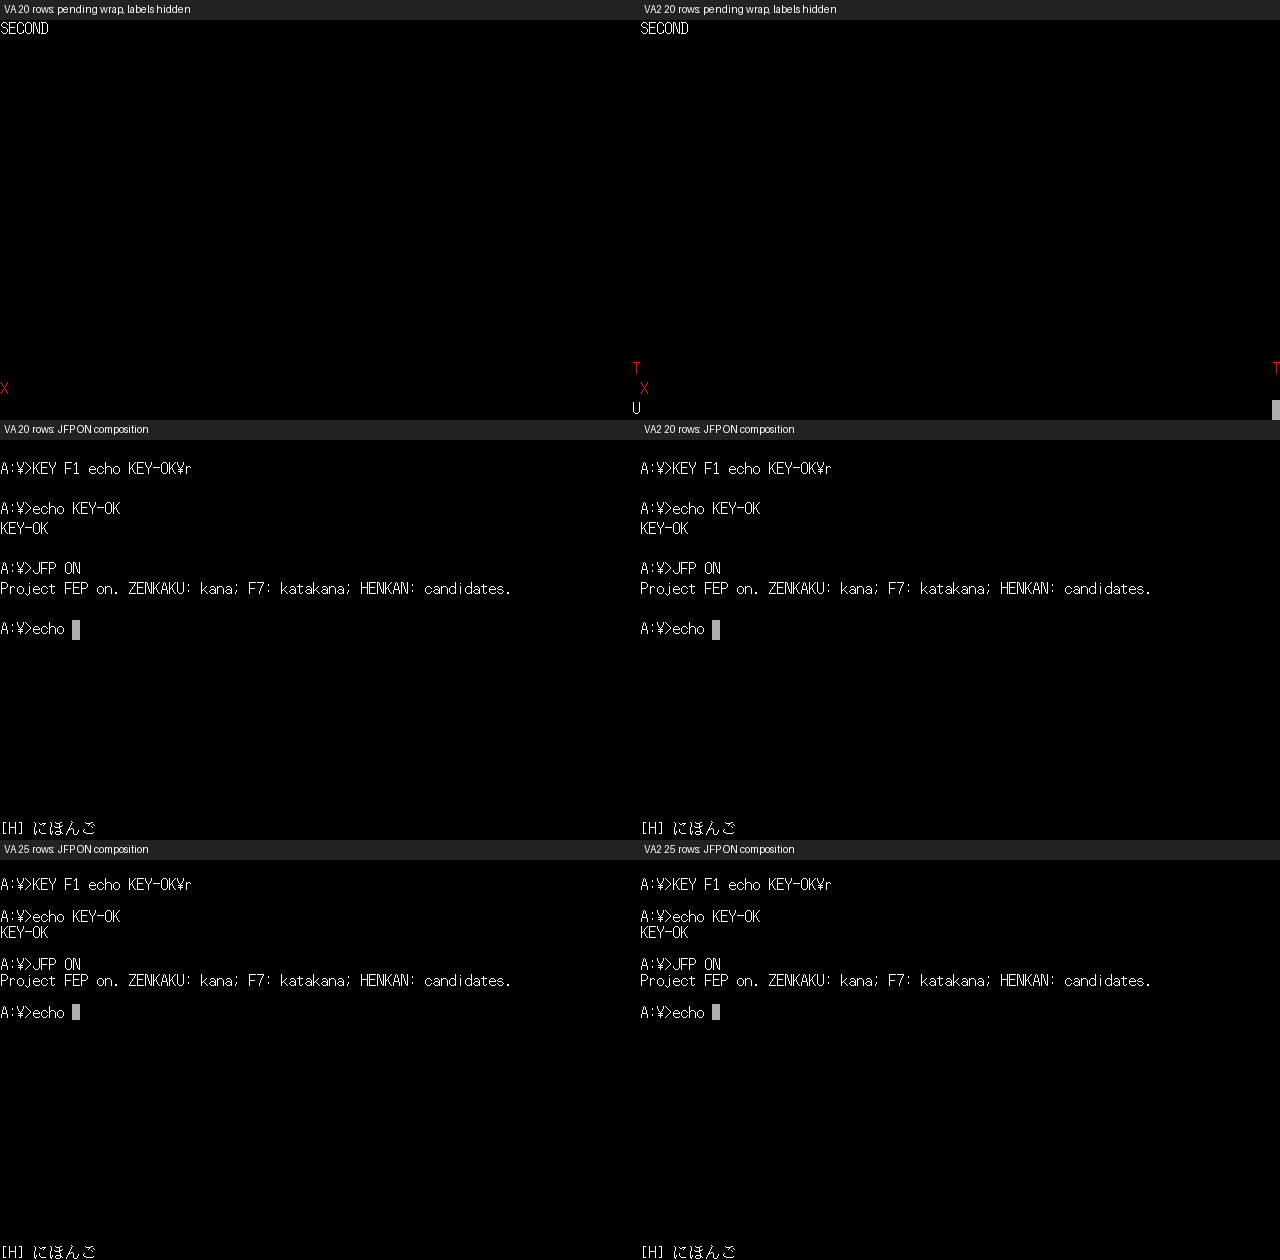 VA 20 rows: pending wrap, labels hidden
SECOND
T
X
U
VA2 20 rows: pending wrap, labels hidden
SECOND
T
X
VA 20 rows: JFP ON composition
A:¥>KEY F1 echo KEY-OK¥r
A:¥>echo KEY-OK
KEY-OK
A:¥>JFP ON
Project FEP on. ZENKAKU: kana; F7: katakana; HENKAN: candidates.
A:¥>echo
[H] にほんご
VA2 20 rows: JFP ON composition
A:¥>KEY F1 echo KEY-OK¥r
A:¥>echo KEY-OK
KEY-OK
A:¥>JFP ON
Project FEP on. ZENKAKU: kana; F7: katakana; HENKAN: candidates.
A:¥>echo
[H] にほんご
VA 25 rows: JFP ON composition
A:¥>KEY F1 echo KEY-OK¥r
A:¥>echo KEY-OK
KEY-OK
A:¥>JFP ON
Project FEP on. ZENKAKU: kana; F7: katakana; HENKAN: candidates.
A:¥>echo
[H] にほんご
VA2 25 rows: JFP ON composition
A:¥>KEY F1 echo KEY-OK¥r
A:¥>echo KEY-OK
KEY-OK
A:¥>JFP ON
Project FEP on. ZENKAKU: kana; F7: katakana; HENKAN: candidates.
A:¥>echo
[H] にほんご